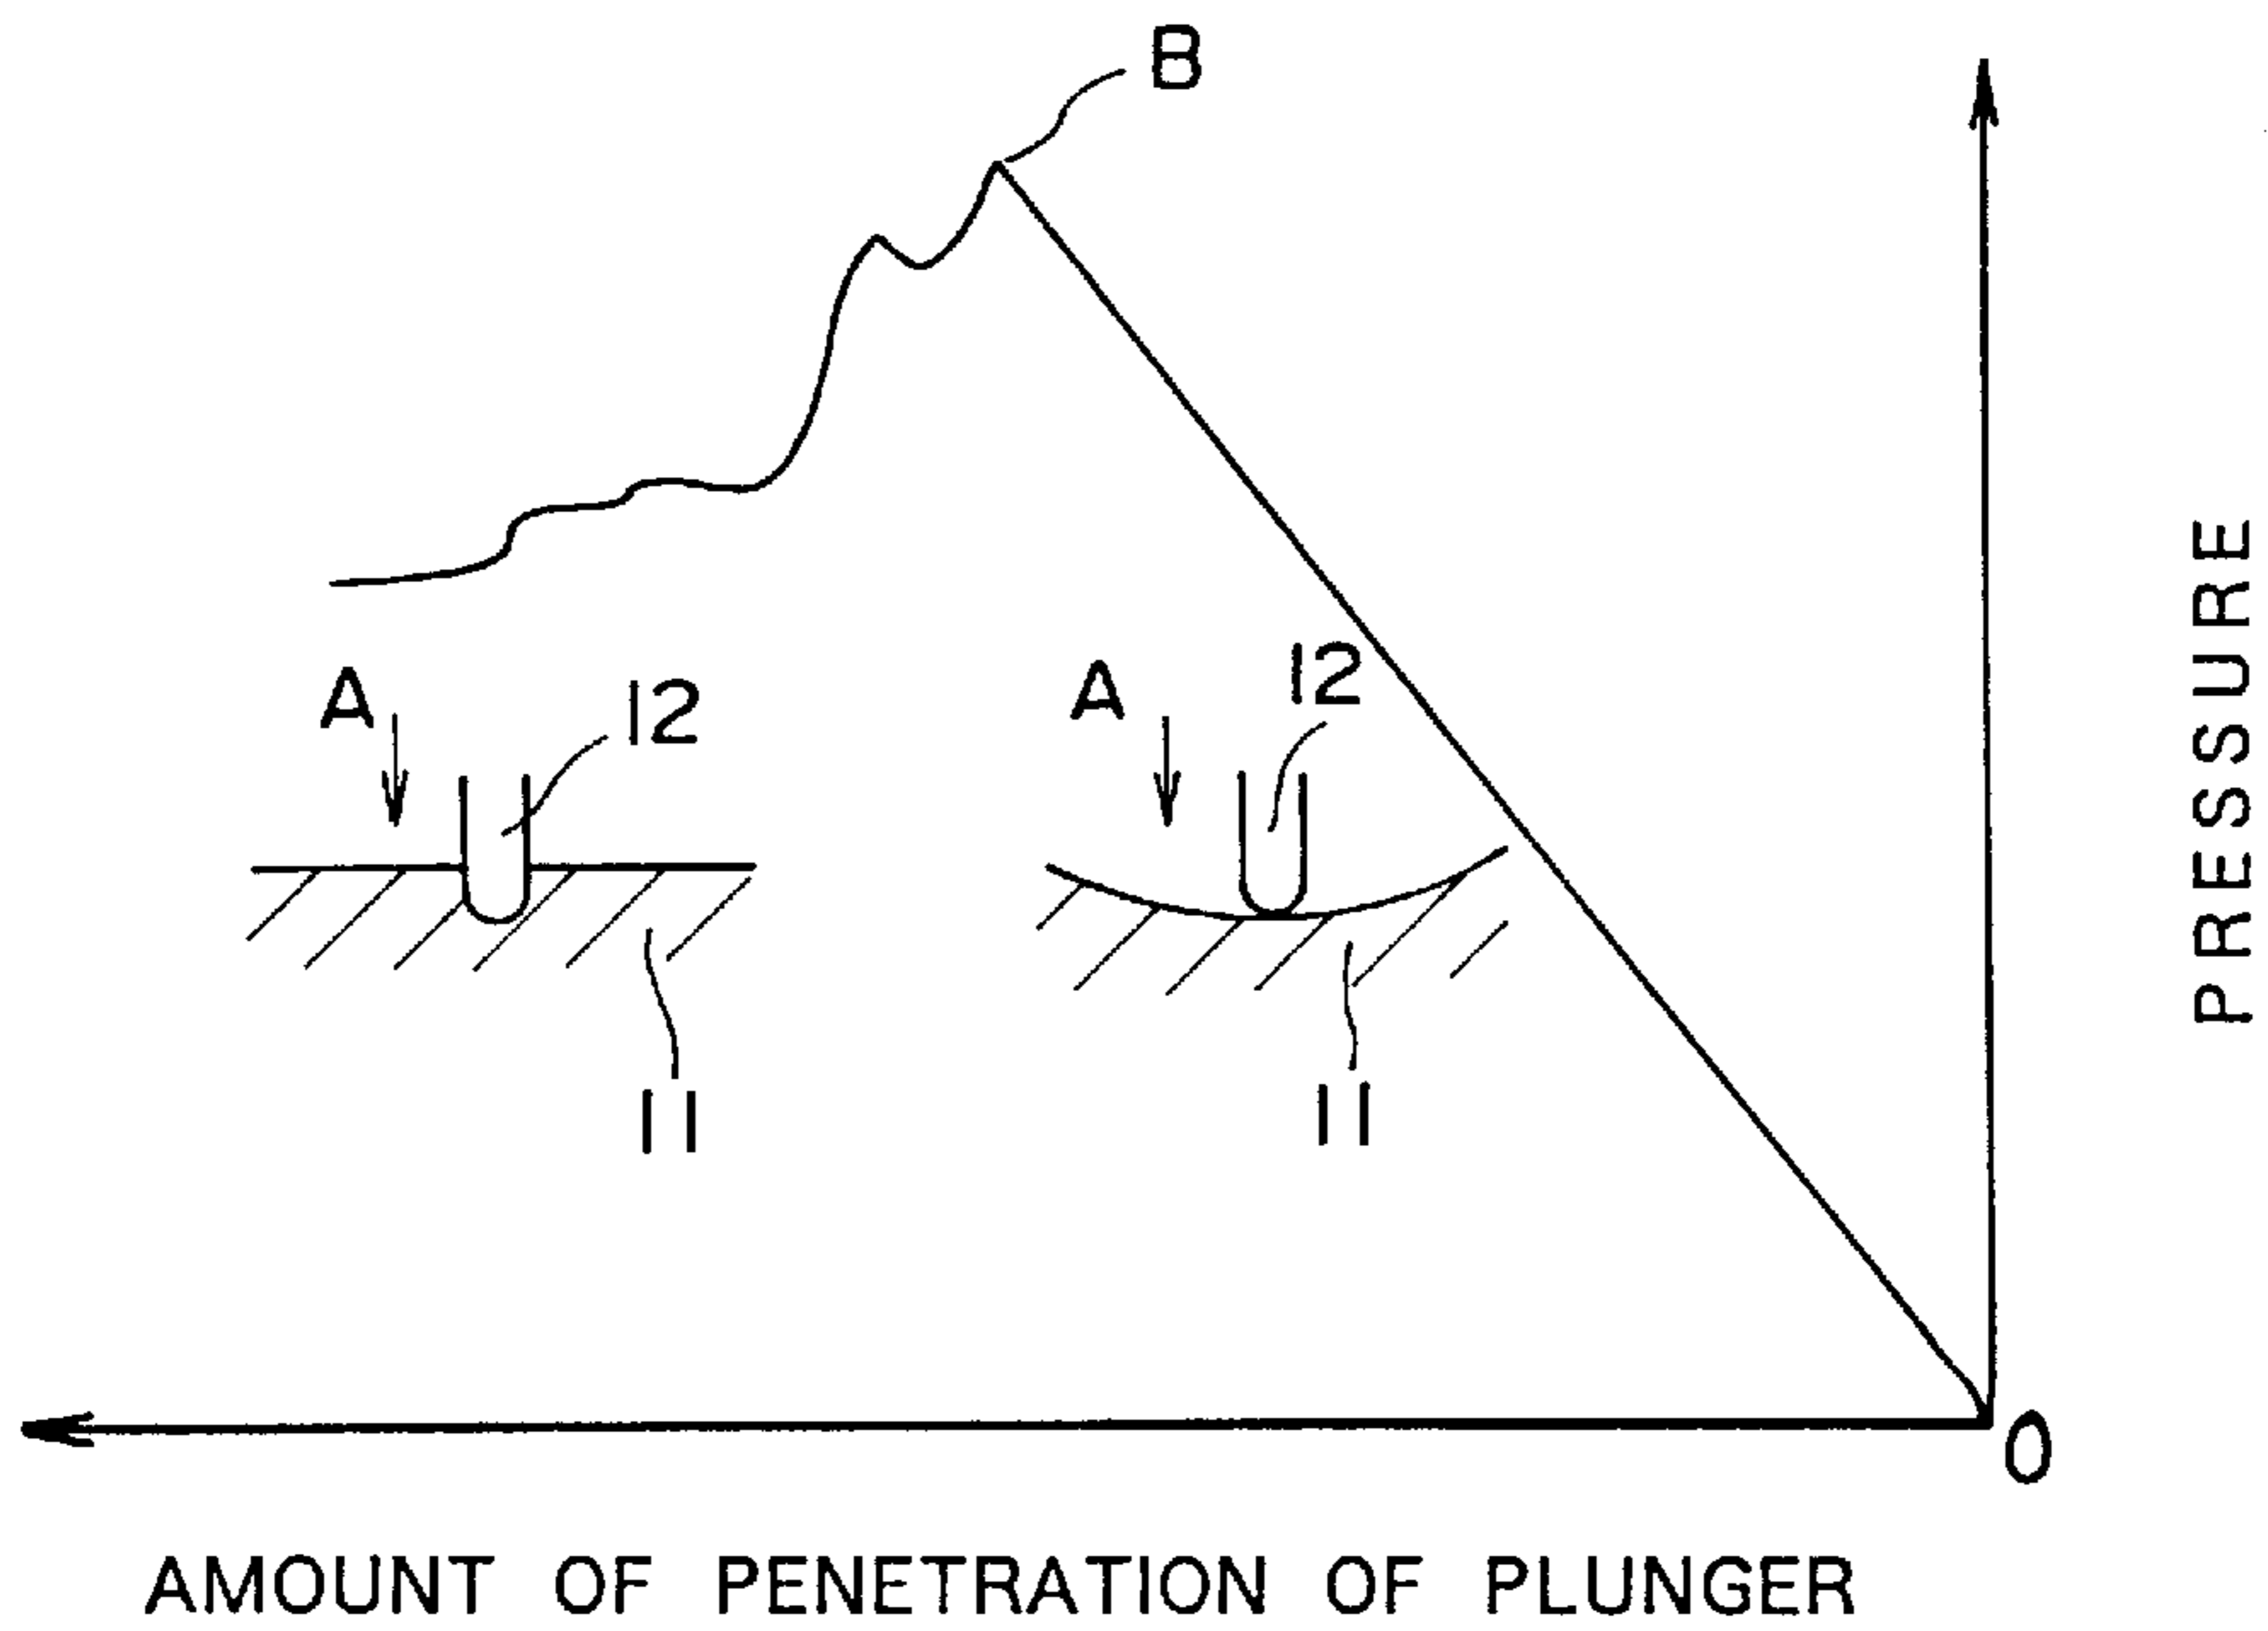 B
A
12
A
12
11
11
PRESSURE
0
AMOUNT OF PENETRATION OF PLUNGER